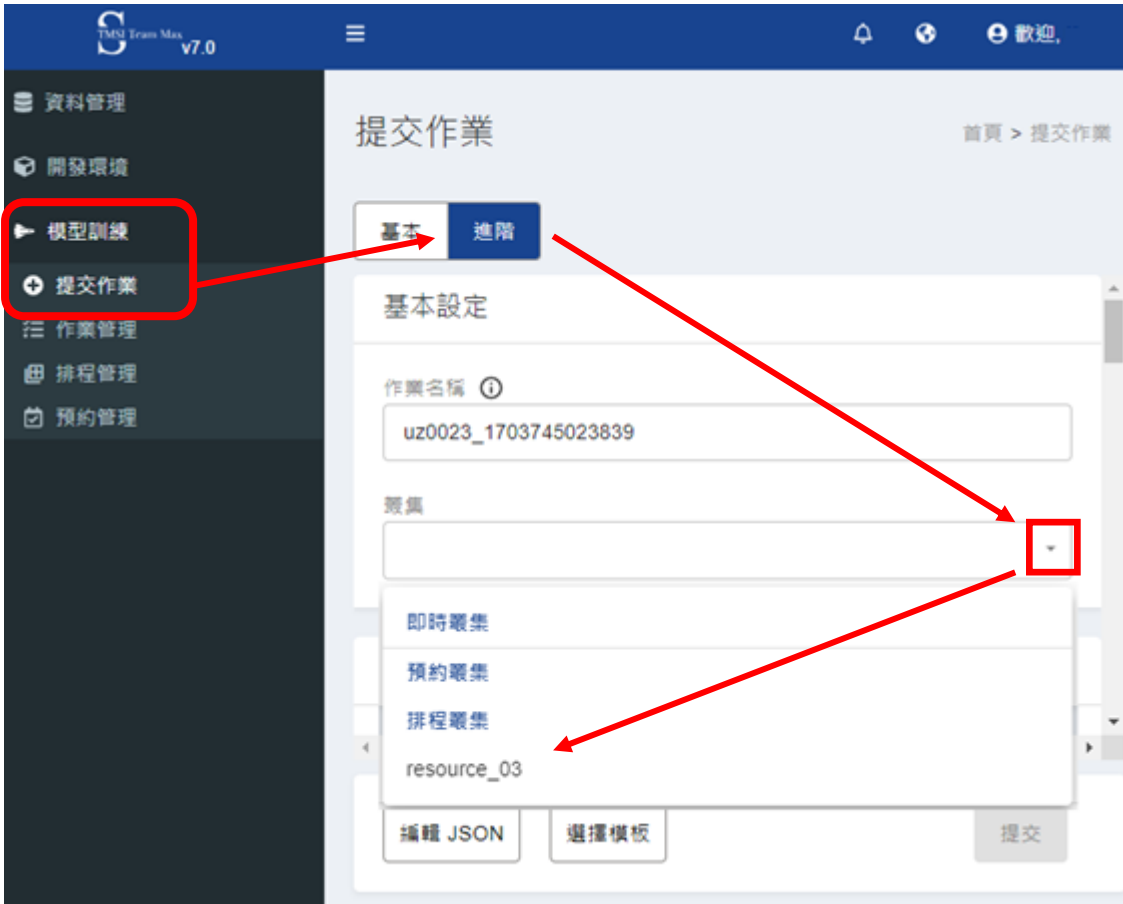 TMSI Team Max
v7.0
歡迎,
資料管理
開發環境
模型訓練
提交作業
作業管理
排程管理
預約管理
提交作業
首頁 > 提交作業
基本
進階
基本設定
作業名稱
uz0023_1703745023839
叢集
即時叢集
預約叢集
排程叢集
resource_03
編輯 JSON
選擇模板
提交